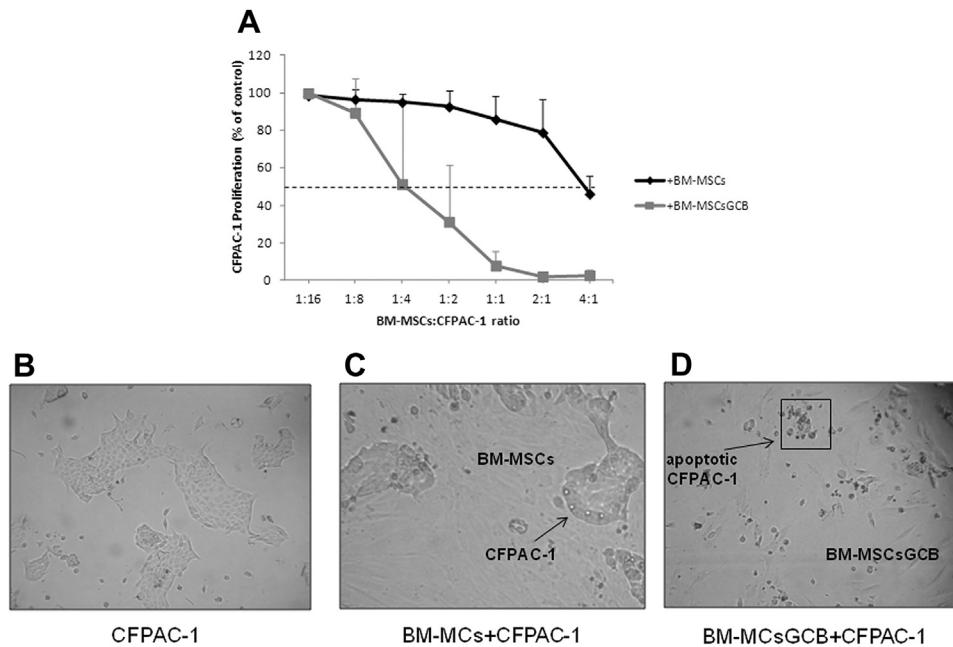 A
120
100
80
60
40
20
0
CFPAC-1 Proliferation (% of control)
1:16 1:8 1:4 1:2 1:1 2:1 4:1
BM-MSCs:CFPAC-1 ratio
+BM-MSCs
+BM-MSCsGCB
B
C
D
BM-MSCs
CFPAC-1
apoptotic
CFPAC-1
BM-MSCsGCB
CFPAC-1
BM-MCs+CFPAC-1
BM-MCsGCB+CFPAC-1